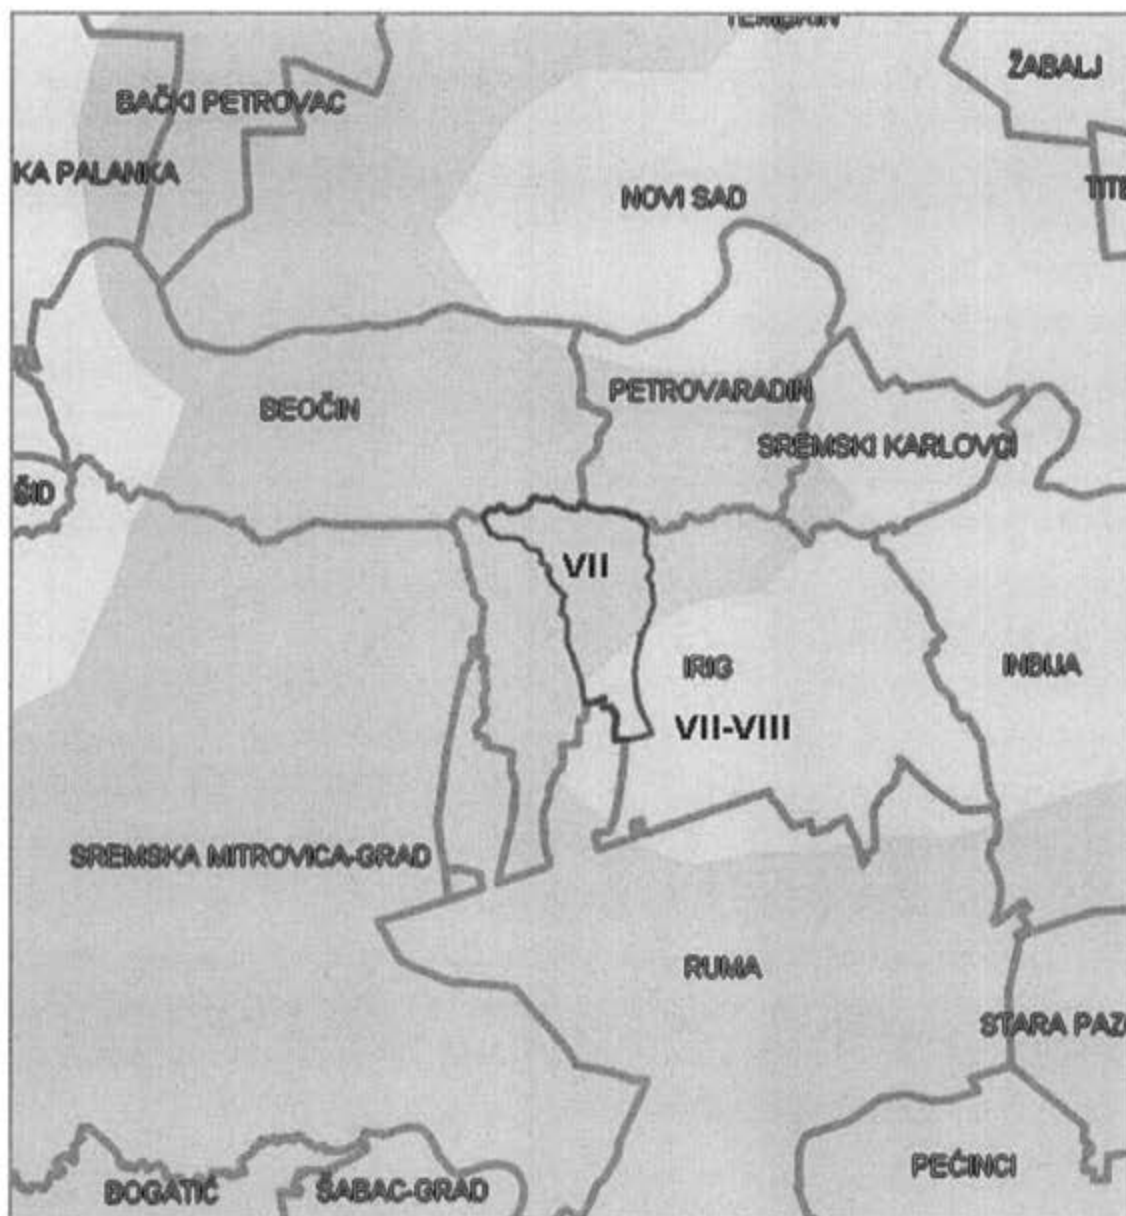 ŽABALJ
BAČKI PETROVAC
KA PALANKA
TITE
NOVI SAD
PETROVARADIN
BEOČIN
SREMSKI KARLOVCI
ŠID
VII
IRIG
INĐIJA
VII-VIII
SREMSKA MITROVICA-GRAD
RUMA
STARA PAZ
PEĆINCI
BOGATIĆ
ŠABAC-GRAD